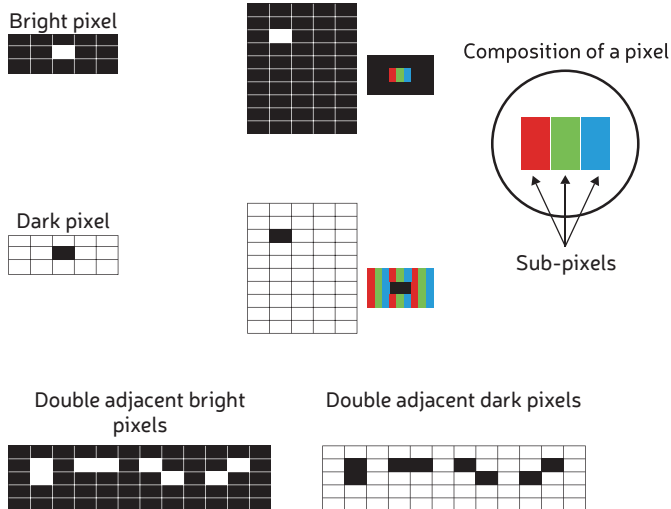 Bright pixel
Composition of a pixel
Dark pixel
Sub-pixels
Double adjacent bright
pixels
Double adjacent dark pixels